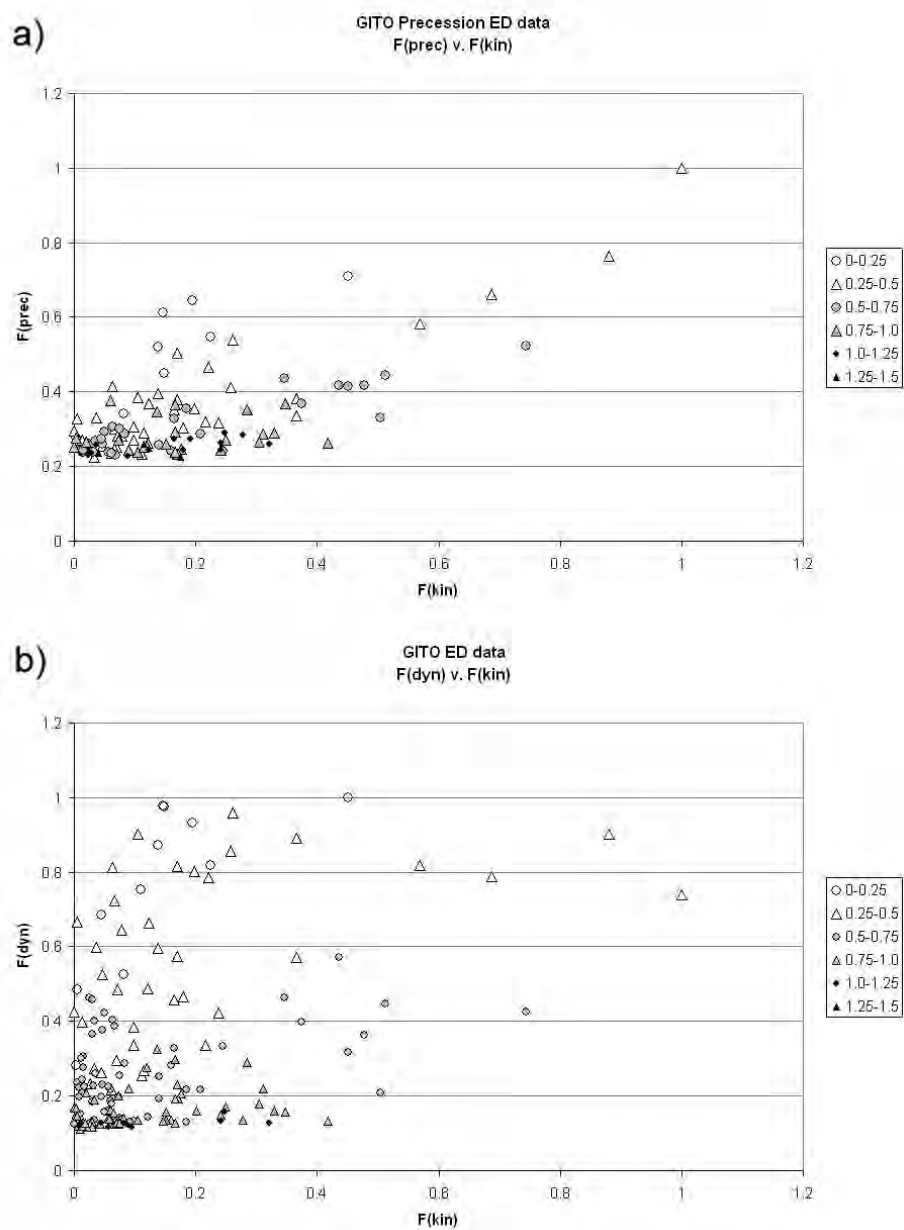 a)
GITO Precession ED data
F(prec) v. F(kin)
1.2
1
0.8
0.6
0.4
0.2
0
F(prec)
0 0.2 0.4 0.6 0.8 1 1.2
F(kin)
0-0.25
0.25-0.5
0.5-0.75
0.75-1.0
1.0-1.25
1.25-1.5
b)
GITO ED data
F(dyn) v. F(kin)
1.2
1
0.8
0.6
0.4
0.2
0
F(dyn)
0 0.2 0.4 0.6 0.8 1 1.2
F(kin)
0-0.25
0.25-0.5
0.5-0.75
0.75-1.0
1.0-1.25
1.25-1.5